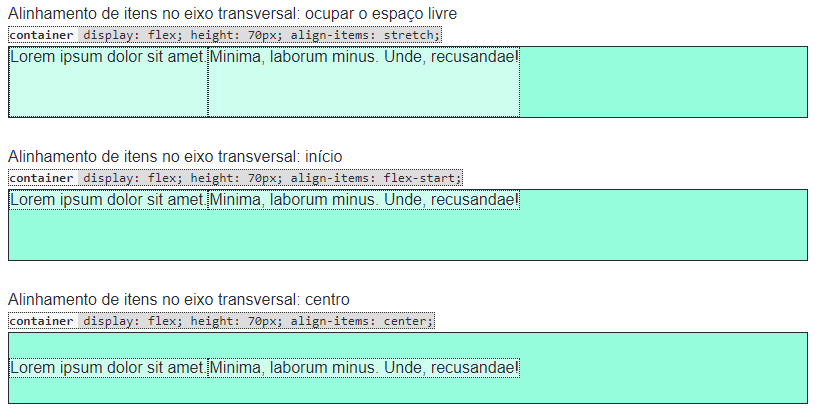 Alinhamento de itens no eixo transversal: ocupar o espaço livre
container display: flex; height: 70px; align-items: stretch;
Lorem ipsum dolor sit amet. Minima, laborum minus. Unde, recusandae!
Alinhamento de itens no eixo transversal: início
container display: flex; height: 70px; align-items: flex-start;
Lorem ipsum dolor sit amet. Minima, laborum minus. Unde, recusandae!
Alinhamento de itens no eixo transversal: centro
container display: flex; height: 70px; align-items: center;
Lorem ipsum dolor sit amet. Minima, laborum minus. Unde, recusandae!